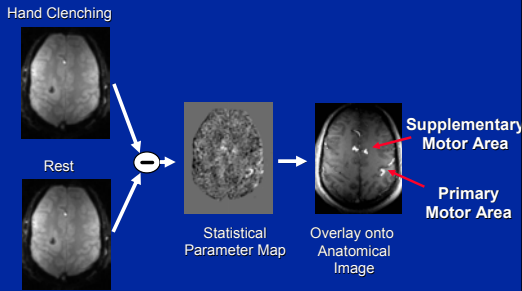 Hand Clenching
Rest
Statistical
Parameter Map
Overlay onto
Anatomical
Image
Supplementary
Motor Area
Primary
Motor Area